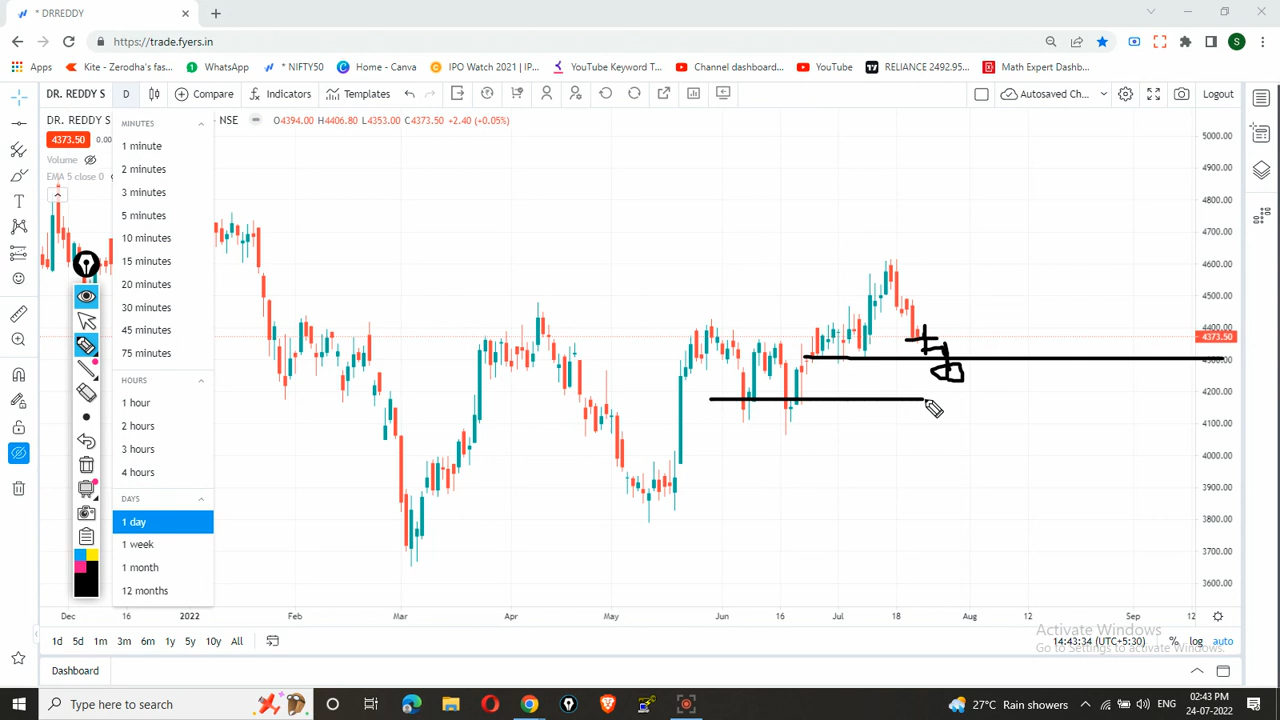 * DRREDDY
https://trade.fyers.in
S
Apps Kite - Zerodha's fas... WhatsApp * NIFTY50 Home - Canva IPO Watch 2021 | IP... YouTube Keyword T... Channel dashboard... YouTube RELIANCE 2492.95... Math Expert Dashb...
DR. REDDY S D Compare Indicators Templates Autosaved Ch... Logout
DR. REDDY S NSE O4394.00 H4406.80 L4353.00 C4373.50 +2.40 (+0.05%)
4373.50 0.00
Volume
EMA 5 close 0
MINUTES
1 minute
2 minutes
3 minutes
5 minutes
10 minutes
15 minutes
20 minutes
30 minutes
45 minutes
75 minutes
HOURS
1 hour
2 hours
3 hours
4 hours
DAYS
1 day
1 week
1 month
12 months
5000.00
4900.00
4800.00
4700.00
4600.00
4500.00
4400.00
4373.50
4300.00
4200.00
4100.00
4000.00
3900.00
3800.00
3700.00
3600.00
Dec 16 2022 Feb Mar Apr May Jun 16 Jul 18 Aug 12 Sep 12
1d 5d 1m 3m 6m 1y 5y 10y All 14:43:34 (UTC+5:30) % log auto
Activate Windows
Go to Settings to activate Windows.
Dashboard
Type here to search 27°C Rain showers ENG 02:43 PM
24-07-2022